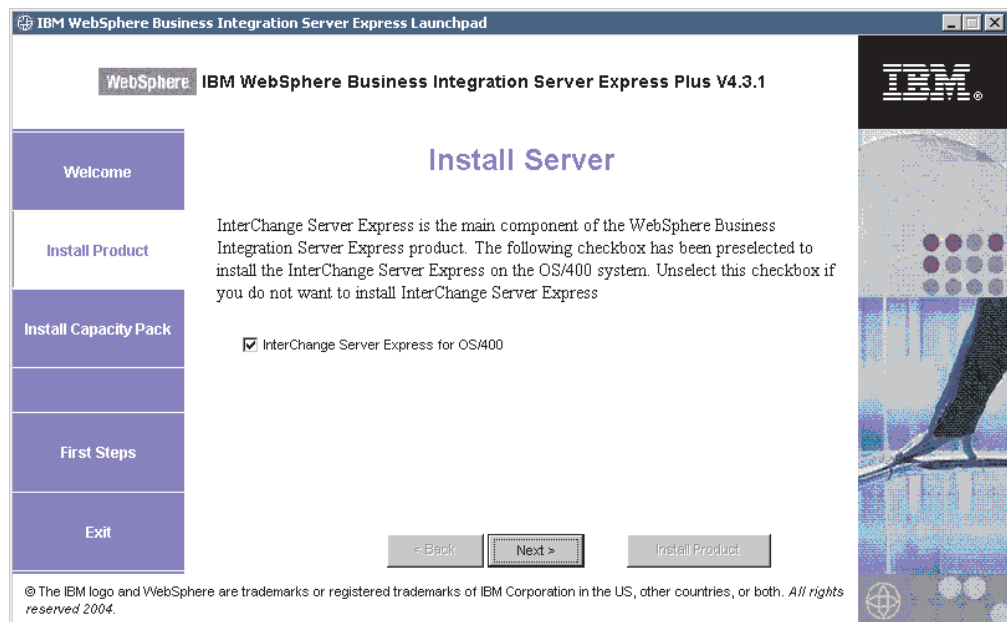 IBM WebSphere Business Integration Server Express Launchpad
WebSphere. IBM WebSphere Business Integration Server Express Plus V4.3.1
IBM®
Welcome
Install Product
Install Capacity Pack
First Steps
Exit
Install Server
InterChange Server Express is the main component of the WebSphere Business
Integration Server Express product. The following checkbox has been preselected to
install the InterChange Server Express on the OS/400 system. Unselect this checkbox if
you do not want to install InterChange Server Express
InterChange Server Express for OS/400
< Back Next > Install Product
© The IBM logo and WebSphere are trademarks or registered trademarks of IBM Corporation in the US, other countries, or both. All rights
reserved 2004.